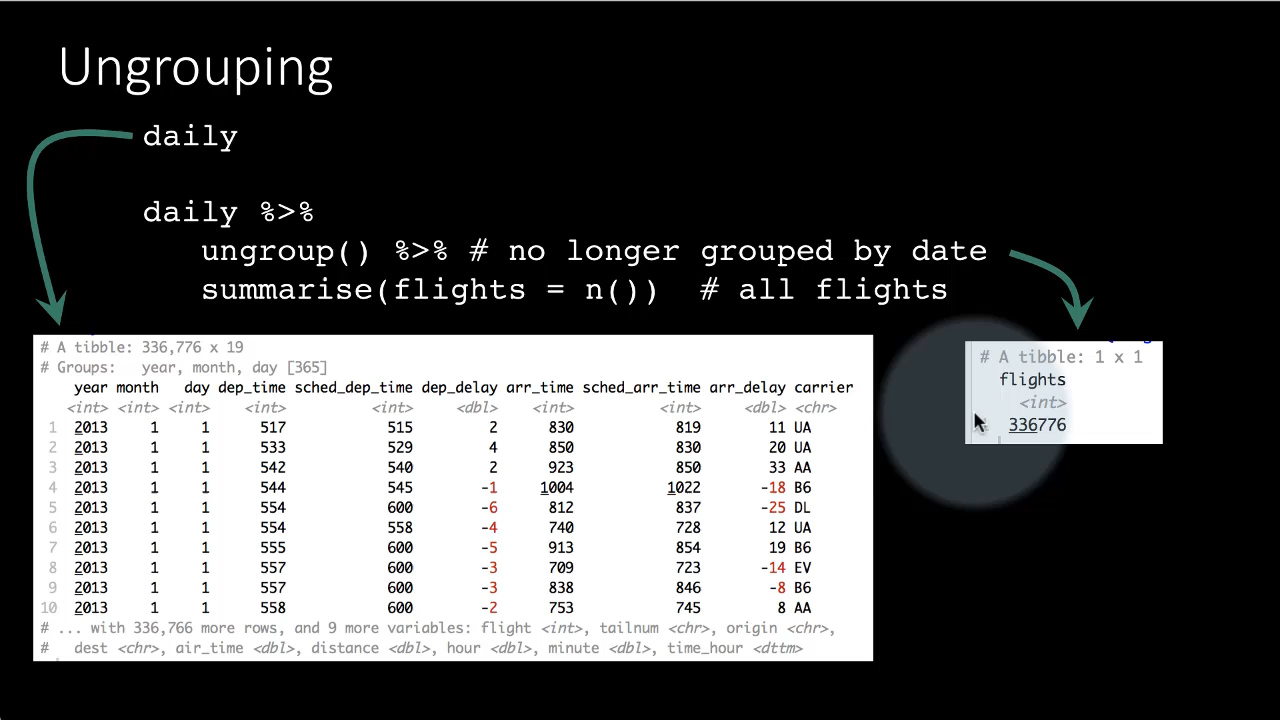 Ungrouping
daily
daily %>%
ungroup() %>% # no longer grouped by date
summarise(flights = n())  # all flights
# A tibble: 336,776 x 19
# Groups:   year, month, day [365]
year month   day dep_time sched_dep_time dep_delay arr_time sched_arr_time arr_delay carrier
<int> <int> <int>    <int>          <int>     <dbl>    <int>          <int>     <dbl> <chr>
1  2013     1     1      517            515         2      830            819        11 UA
2  2013     1     1      533            529         4      850            830        20 UA
3  2013     1     1      542            540         2      923            850        33 AA
4  2013     1     1      544            545        -1     1004           1022       -18 B6
5  2013     1     1      554            600        -6      812            837       -25 DL
6  2013     1     1      554            558        -4      740            728        12 UA
7  2013     1     1      555            600        -5      913            854        19 B6
8  2013     1     1      557            600        -3      709            723       -14 EV
9  2013     1     1      557            600        -3      838            846        -8 B6
10  2013     1     1      558            600        -2      753            745         8 AA
# ... with 336,766 more rows, and 9 more variables: flight <int>, tailnum <chr>, origin <chr>,
#   dest <chr>, air_time <dbl>, distance <dbl>, hour <dbl>, minute <dbl>, time_hour <dttm>
# A tibble: 1 x 1
flights
<int>
336776